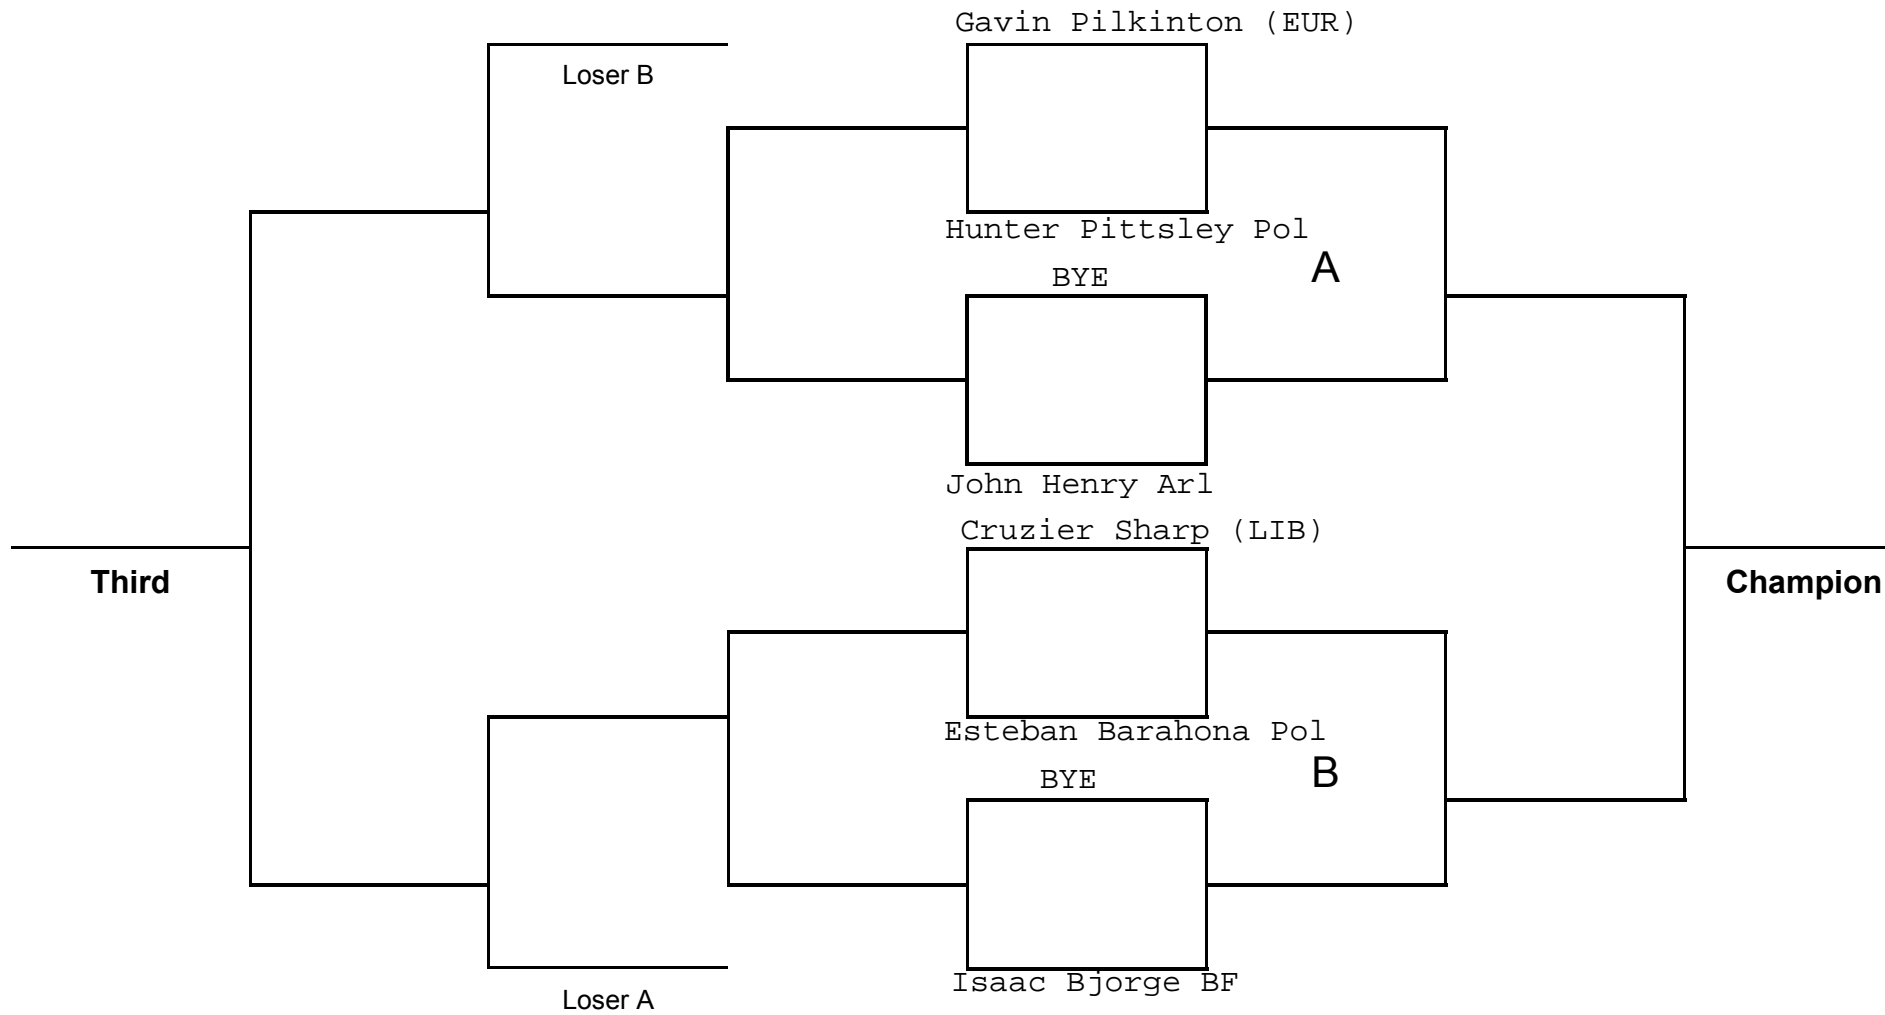 Gavin Pilkinton (EUR)
Loser B
Hunter Pittsley Pol
A
BYE
John Henry Arl
Cruzier Sharp (LIB)
Third
Champion
Esteban Barahona Pol
B
BYE
Isaac Bjorge BF
Loser A